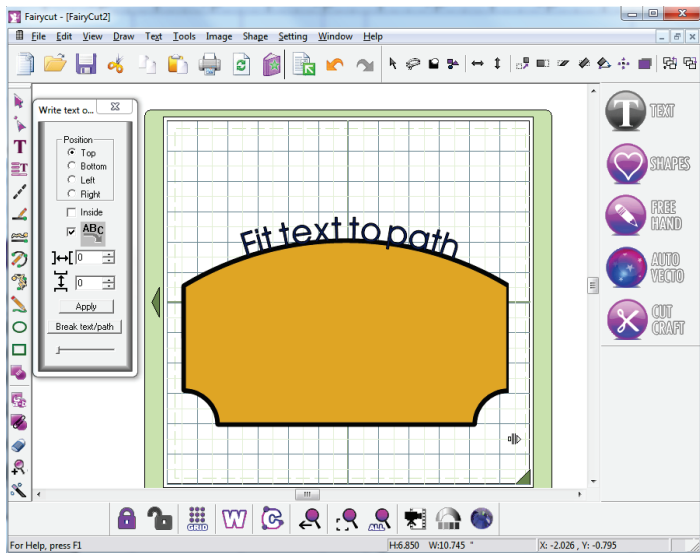 Fairycut - [FairyCut2]
File Edit View Draw Text Tools Image Shape Setting Window Help
Write text o...
Position
Top
Bottom
Left
Right
Inside
ABC
0
0
Apply
Break text/path
Fit text to path
T TEXT
SHAPES
FREE
HAND
AUTO
VECTO
CUT
CRAFT
T
T
GRID
W
ALL
For Help, press F1
H:6.850 W:10.745 "
X: -2.026 , Y: -0.795